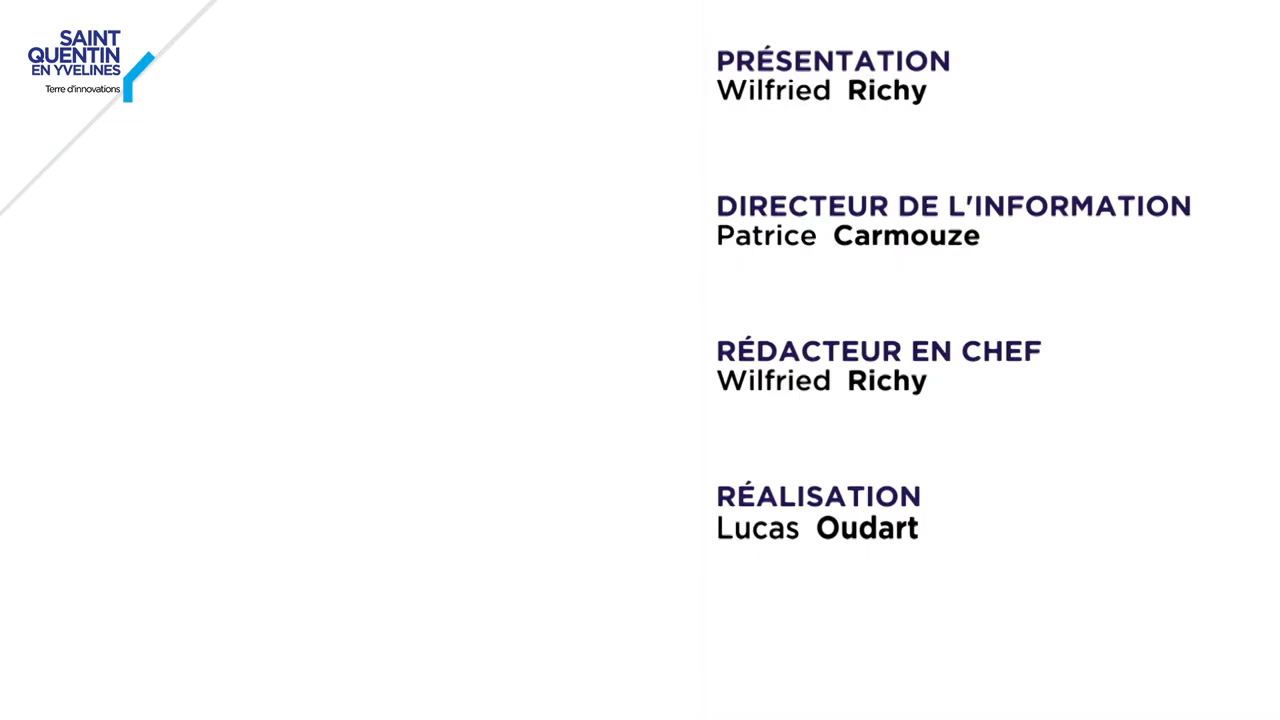 SAINT
QUENTIN
EN YVELINES
Terre d'innovations
PRÉSENTATION
Wilfried Richy
DIRECTEUR DE L'INFORMATION
Patrice Carmouze
RÉDACTEUR EN CHEF
Wilfried Richy
RÉALISATION
Lucas Oudart